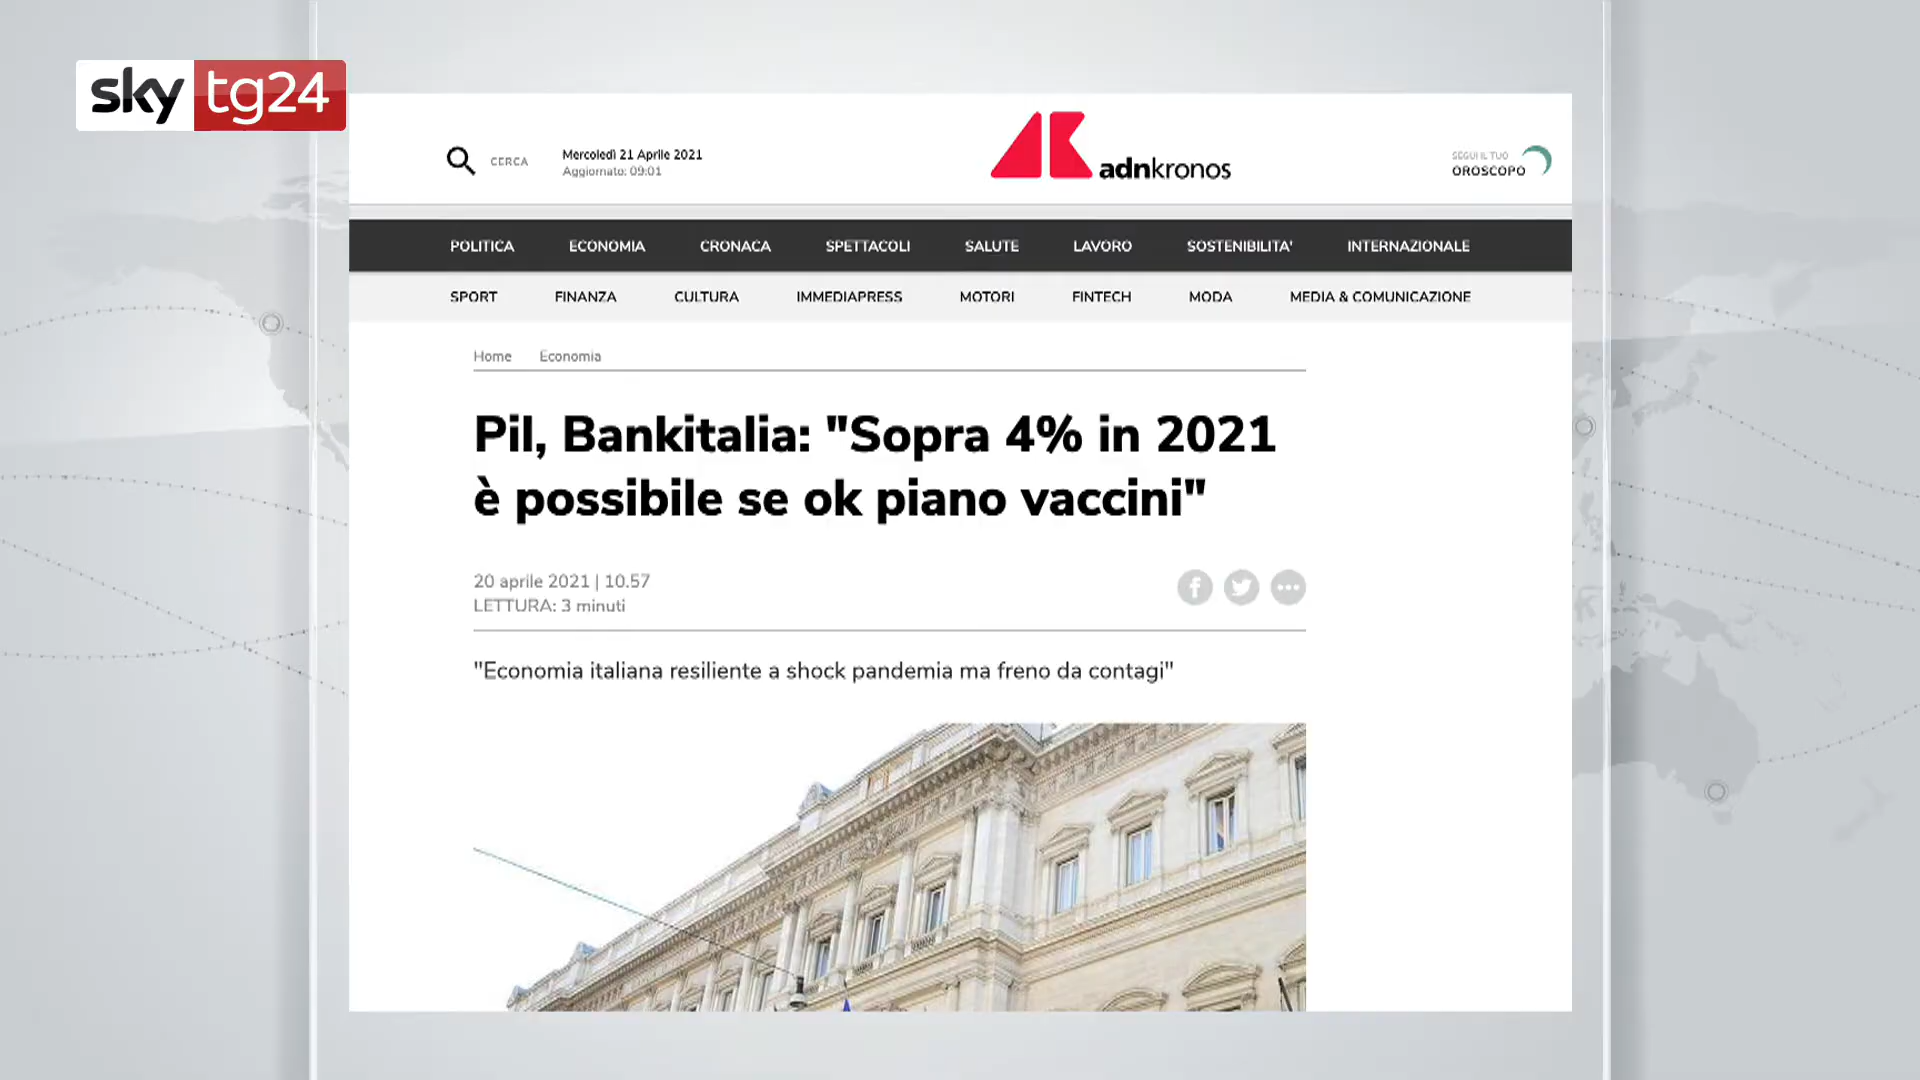 sky tg24
CERCA
Mercoledì 21 Aprile 2021
Aggiornato: 09:01
adnkronos
SEGUI IL TUO
OROSCOPO
POLITICA ECONOMIA CRONACA SPETTACOLI SALUTE LAVORO SOSTENIBILITA' INTERNAZIONALE
SPORT FINANZA CULTURA IMMEDIAPRESS MOTORI FINTECH MODA MEDIA & COMUNICAZIONE
Home Economia
Pil, Bankitalia: "Sopra 4% in 2021
è possibile se ok piano vaccini"
20 aprile 2021 | 10.57
LETTURA: 3 minuti
"Economia italiana resiliente a shock pandemia ma freno da contagi"